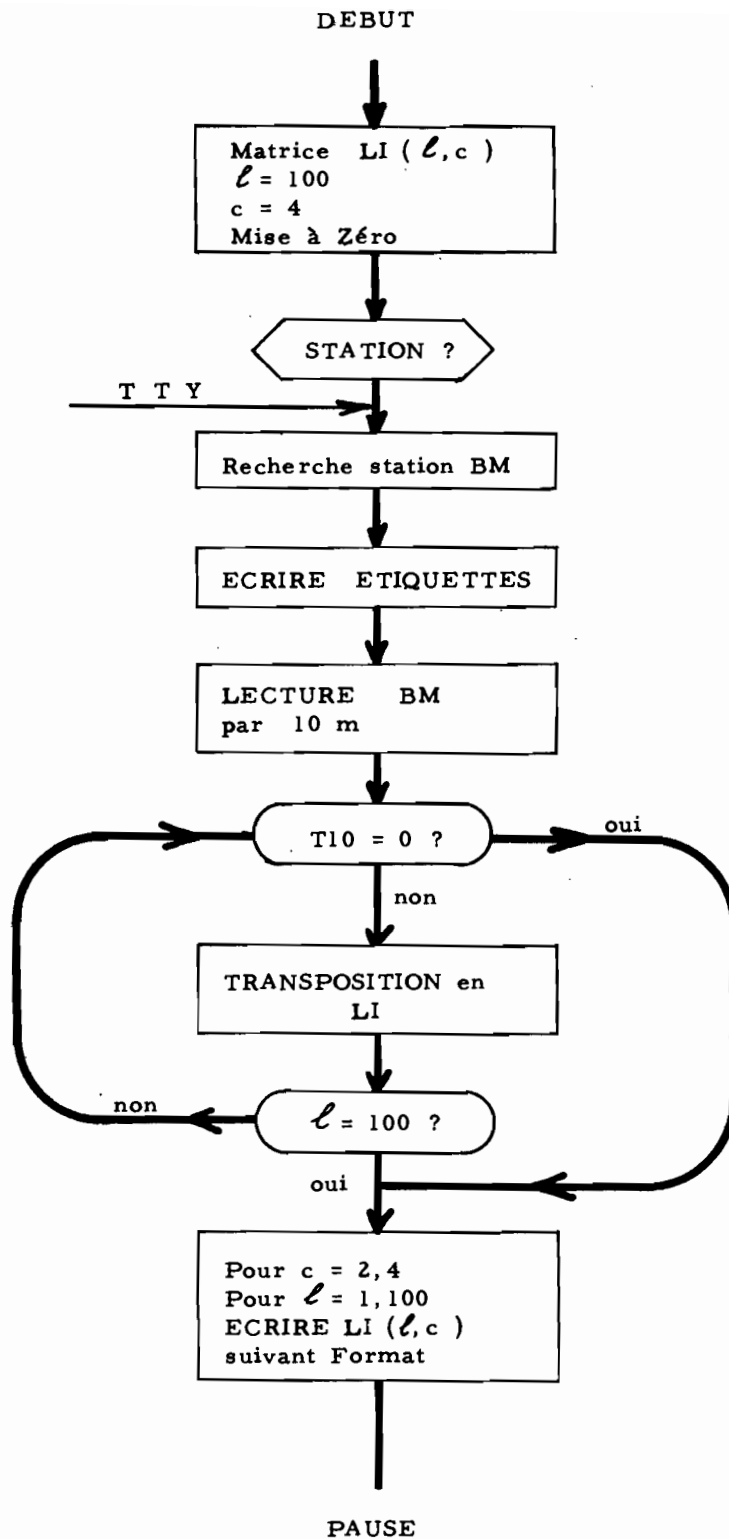 DEBUT
Matrice LI ( ℓ, c )
ℓ = 100
c = 4
Mise à Zéro
STATION ?
T T Y
Recherche station BM
ECRIRE ETIQUETTES
LECTURE BM
par 10 m
T10 = 0 ?
oui
non
TRANSPOSITION en
LI
non
ℓ = 100 ?
oui
Pour c = 2, 4
Pour ℓ = 1, 100
ECRIRE LI (ℓ, c )
suivant Format
PAUSE